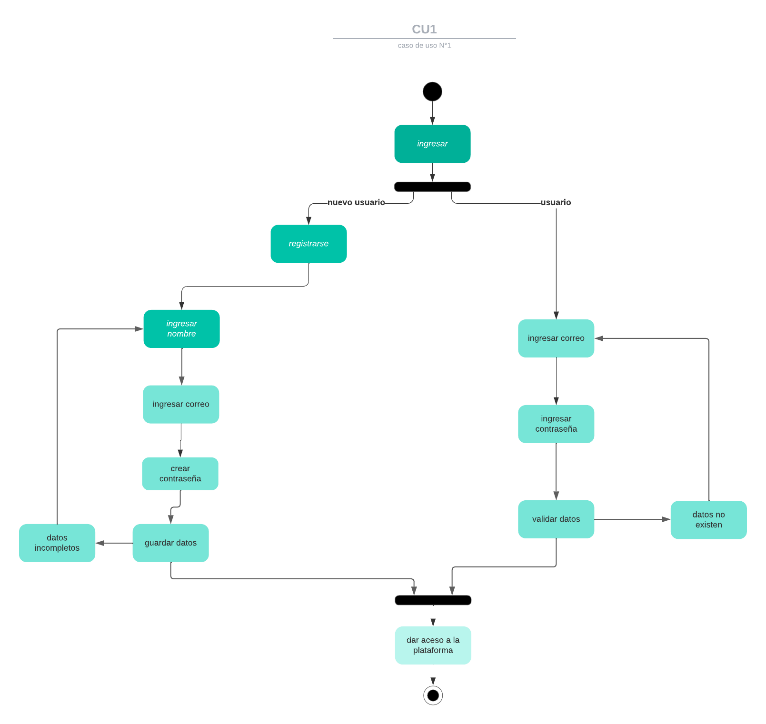 CU1
caso de uso N°1
ingresar
nuevo usuario
usuario
registrarse
ingresar
nombre
ingresar correo
crear
contraseña
guardar datos
datos
incompletos
ingresar correo
ingresar
contraseña
validar datos
datos no
existen
dar aceso a la
plataforma